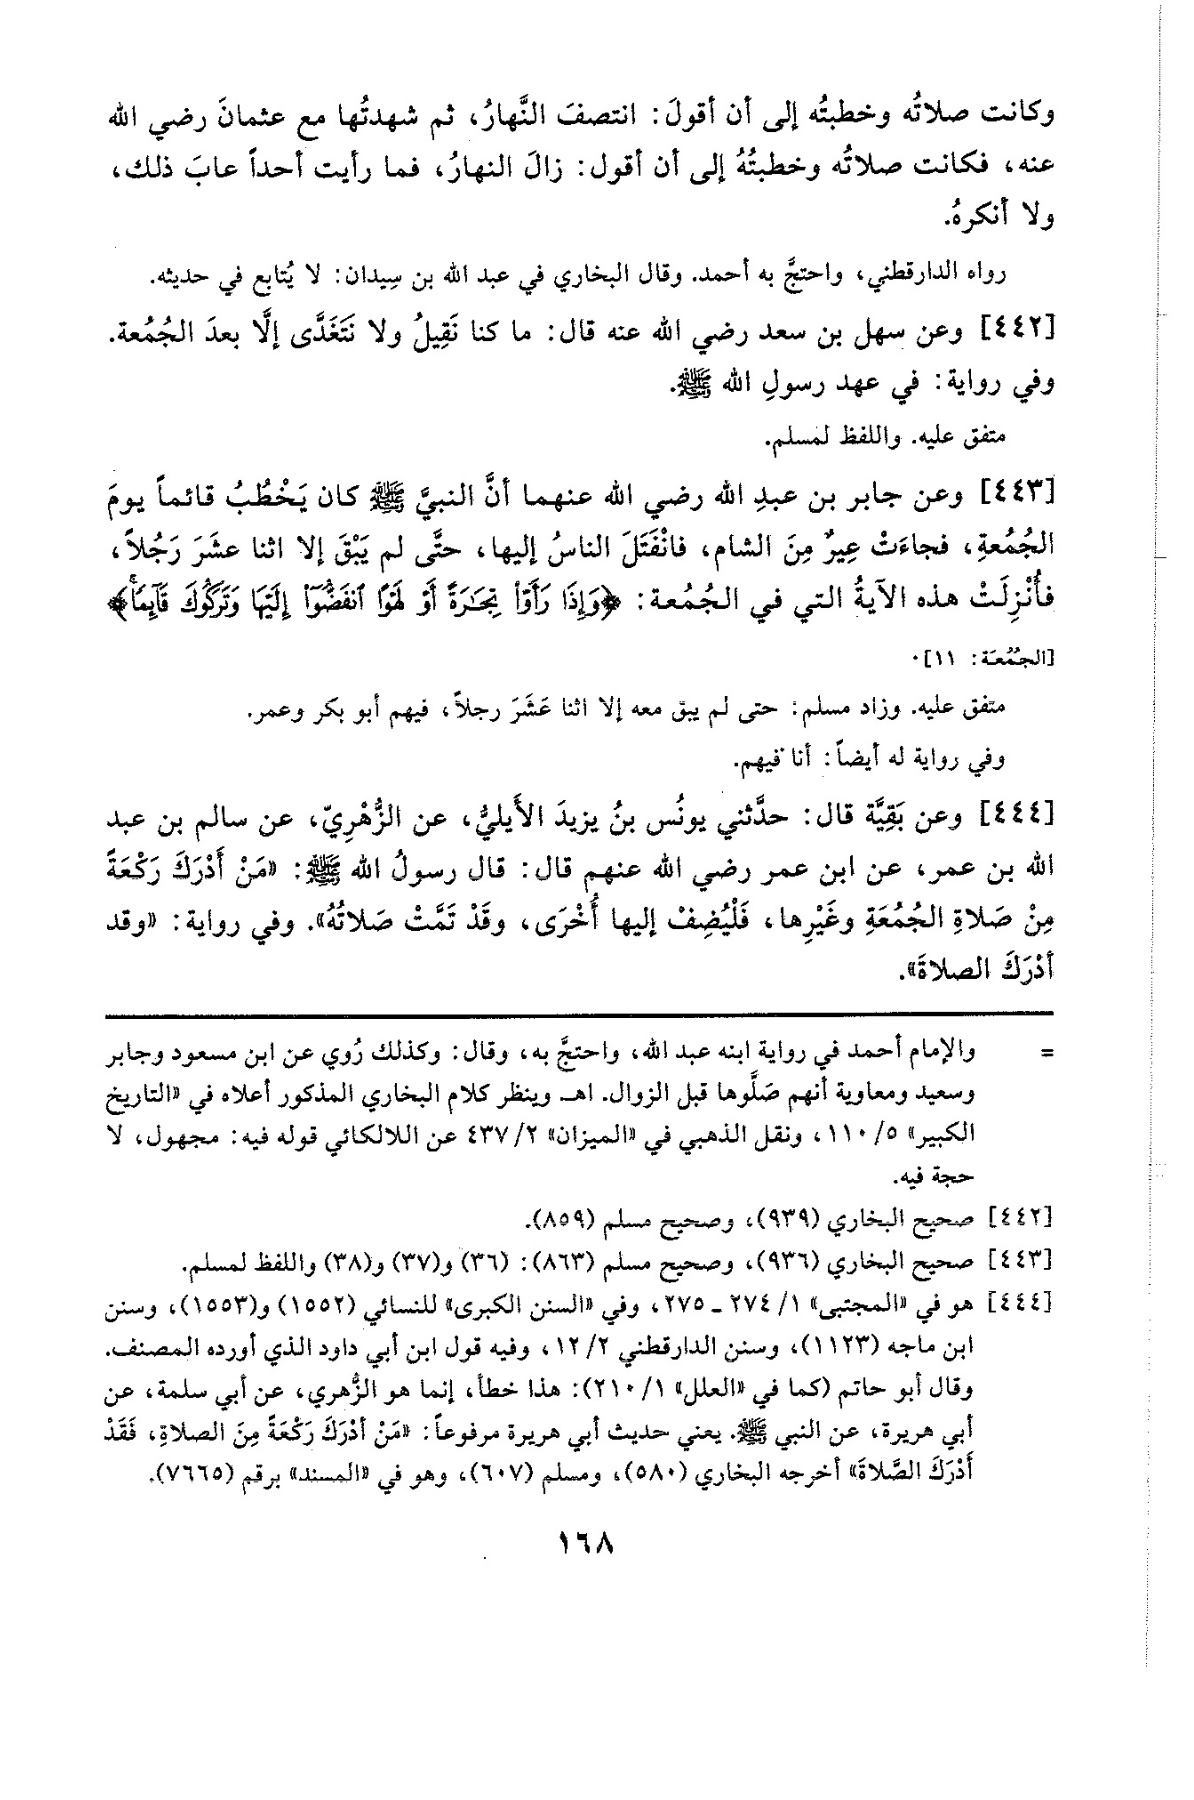 وكانت صلاتُه وخطبتُه إلى أن أقولَ: انتصفَ النَّهارُ، ثم شهدتُها مع عثمانَ رضي الله
عنه، فكانت صلاتُه وخطبتُهُ إلى أن أقول: زالَ النهارُ، فما رأيت أحداً عابَ ذلك،
ولا أنكرهُ.
رواه الدارقطني، واحتجَّ به أحمد. وقال البخاري في عبد الله بن سِيدان: لا يُتابع في حديثه.
[٤٤٢] وعن سهل بن سعد رضي الله عنه قال: ما كنا نَقِيلُ ولا نَتَغَدَّى إلَّا بعدَ الجُمُعة.
وفي رواية: في عهد رسولِ الله ﷺ.
متفق عليه. واللفظ لمسلم.
[٤٤٣] وعن جابر بن عبدِ الله رضي الله عنهما أنَّ النبيَّ ﷺ كان يَخْطُبُ قائماً يومَ
الجُمُعةِ، فجاءَتْ عِيرٌ مِنَ الشام، فانْفَتَلَ الناسُ إليها، حتَّى لم يَبْقَ إلا اثنا عشَرَ رَجُلاً،
فأُنْزِلَتْ هذه الآيةُ التي في الجُمُعة: ﴿وَإِذَا رَأَوْا۟ تِجَـٰرَةً أَوْ لَهْوًا ٱنفَضُّوٓا۟ إِلَيْهَا وَتَرَكُوكَ قَآئِمًا ۚ﴾
[الجُمُعَة: ١١].
متفق عليه. وزاد مسلم: حتى لم يبق معه إلا اثنا عَشَرَ رجلاً، فيهم أبو بكر وعمر.
وفي رواية له أيضاً: أنا فيهم.
[٤٤٤] وعن بَقِيَّة قال: حدَّثني يونُس بنُ يزيدَ الأَيليُّ، عن الزُّهْرِيّ، عن سالم بن عبد
الله بن عمر، عن ابن عمر رضي الله عنهم قال: قال رسولُ الله ﷺ: «مَنْ أَدْرَكَ رَكْعَةً
مِنْ صَلاةِ الجُمُعَةِ وغَيْرِها، فَلْيُضِفْ إليها أُخْرَى، وقَدْ تَمَّتْ صَلاتُهُ». وفي رواية: «وقد
أدْرَكَ الصلاةَ».
= والإمام أحمد في رواية ابنه عبد الله، واحتجَّ به، وقال: وكذلك رُوي عن ابن مسعود وجابر
وسعيد ومعاوية أنهم صَلَّوها قبل الزوال. اهـ. وينظر كلام البخاري المذكور أعلاه في «التاريخ
الكبير» ٥/ ١١٠، ونقل الذهبي في «الميزان» ٢/ ٤٣٧ عن اللالكائي قوله فيه: مجهول، لا
حجة فيه.
[٤٤٢] صحيح البخاري (٩٣٩)، وصحيح مسلم (٨٥٩).
[٤٤٣] صحيح البخاري (٩٣٦)، وصحيح مسلم (٨٦٣): (٣٦) و(٣٧) و(٣٨) واللفظ لمسلم.
[٤٤٤] هو في «المجتبى» ١/ ٢٧٤ ـ ٢٧٥، وفي «السنن الكبرى» للنسائي (١٥٥٢) و(١٥٥٣)، وسنن
ابن ماجه (١١٢٣)، وسنن الدارقطني ٢/ ١٢، وفيه قول ابن أبي داود الذي أورده المصنف.
وقال أبو حاتم (كما في «العلل» ١/ ٢١٠): هذا خطأ، إنما هو الزُّهري، عن أبي سلمة، عن
أبي هريرة، عن النبي ﷺ. يعني حديث أبي هريرة مرفوعاً: «مَنْ أدْرَكَ رَكْعَةً مِنَ الصلاةِ، فَقَدْ
أَدْرَكَ الصَّلاةَ» أخرجه البخاري (٥٨٠)، ومسلم (٦٠٧)، وهو في «المسند» برقم (٧٦٦٥).
١٦٨